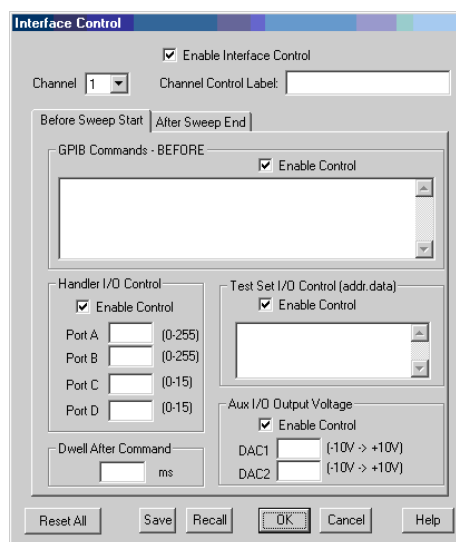 Interface Control
Enable Interface Control
Channel 1 Channel Control Label:
Before Sweep Start After Sweep End
GPIB Commands - BEFORE
Enable Control
Handler I/O Control
Enable Control
Port A (0-255)
Port B (0-255)
Port C (0-15)
Port D (0-15)
Test Set I/O Control (addr.data)
Enable Control
Dwell After Command
ms
Aux I/O Output Voltage
Enable Control
DAC1 (-10V -> +10V)
DAC2 (-10V -> +10V)
Reset All Save Recall OK Cancel Help